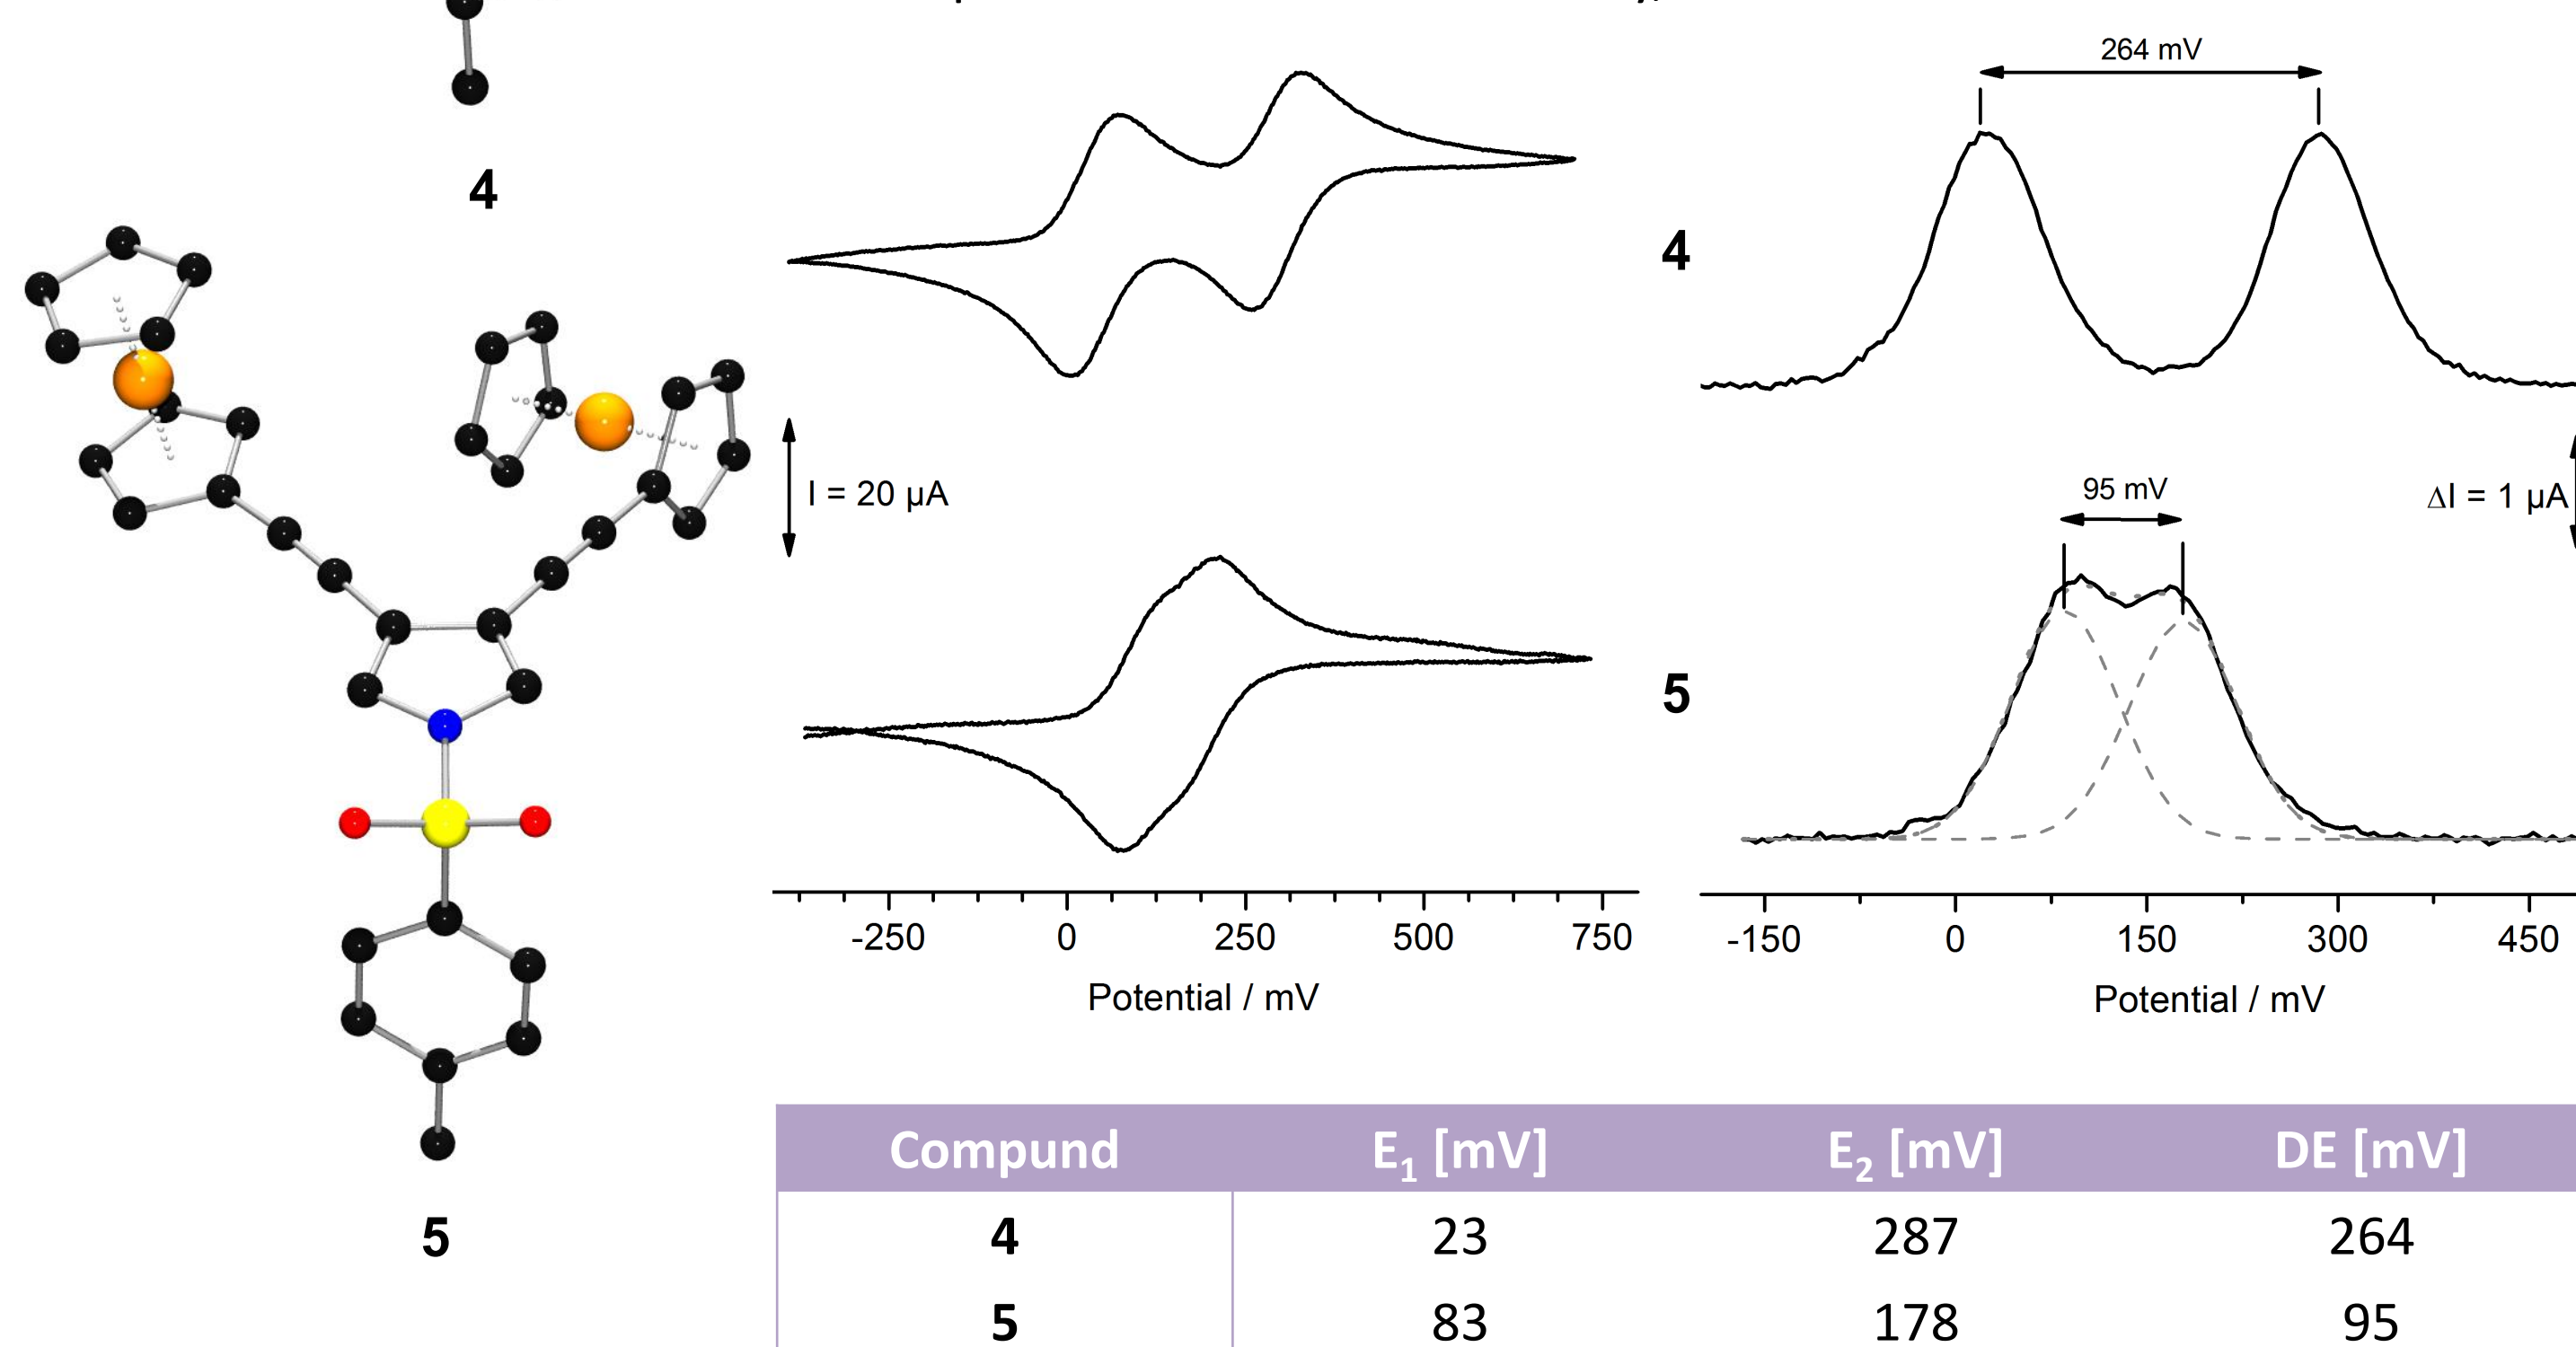 4
5
I = 20 µA
-250 0 250 500 750
Potential / mV
264 mV
4
95 mV
ΔI = 1 µA
5
-150 0 150 300 450
Potential / mV
Compund E1 [mV] E2 [mV] DE [mV]
4 23 287 264
5 83 178 95